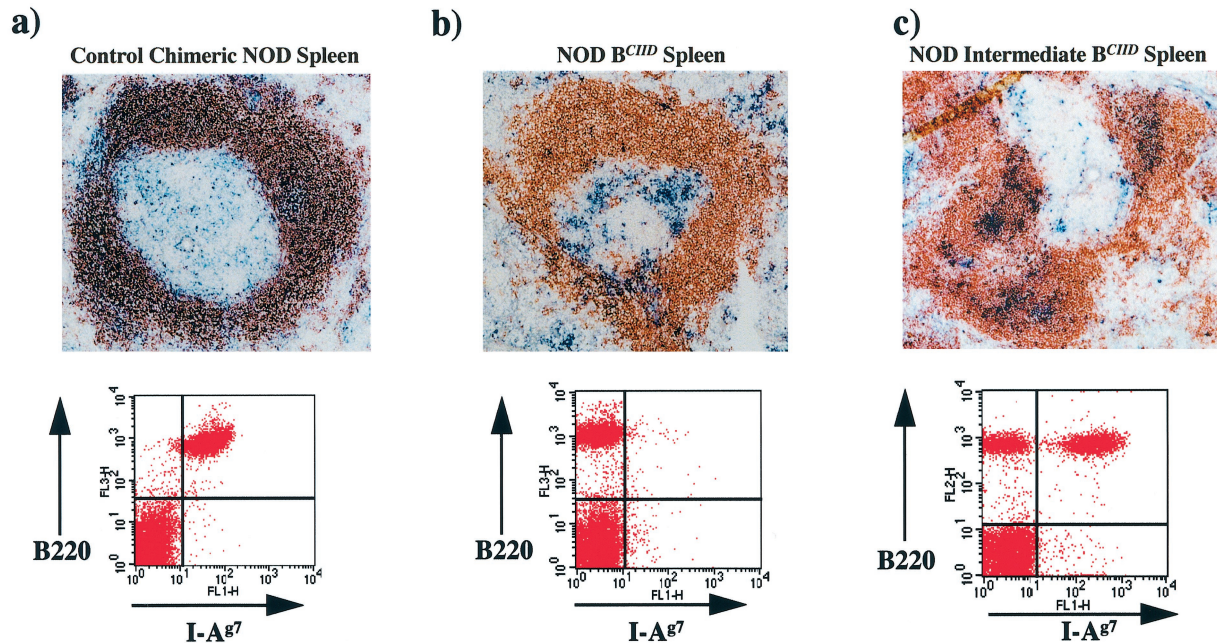 a)
Control Chimeric NOD Spleen
b)
NOD B^CIID Spleen
c)
NOD Intermediate B^CIID Spleen
B220
FL3-H
10^4
10^3
10^2
10^1
10^0
10^0 10^1 10^2 10^3 10^4
FL1-H
I-A^g7
B220
FL3-H
10^4
10^3
10^2
10^1
10^0
10^0 10^1 10^2 10^3 10^4
FL1-H
I-A^g7
B220
FL2-H
10^4
10^3
10^2
10^1
10^0
10^0 10^1 10^2 10^3 10^4
FL1-H
I-A^g7